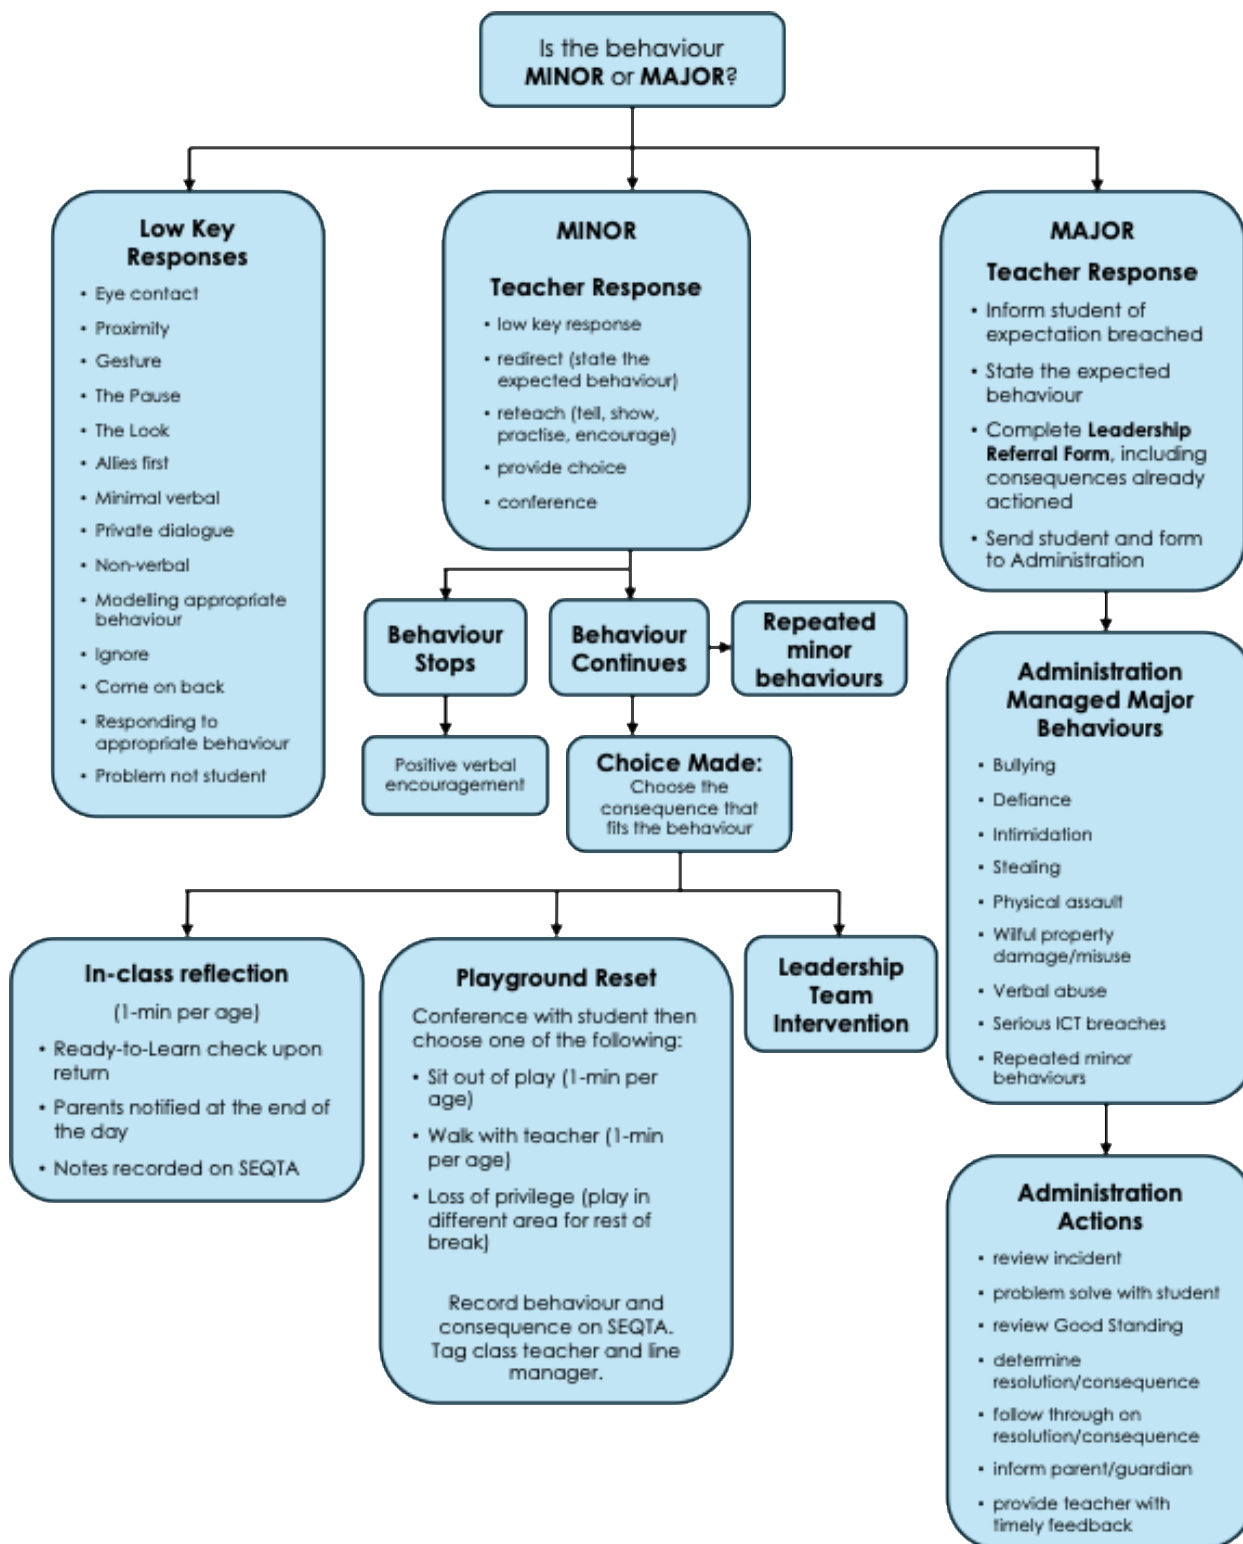 Is the behaviour
MINOR or MAJOR?
Low Key
Responses
• Eye contact
• Proximity
• Gesture
• The Pause
• The Look
• Allies first
• Minimal verbal
• Private dialogue
• Non-verbal
• Modelling appropriate
behaviour
• Ignore
• Come on back
• Responding to
appropriate behaviour
• Problem not student
MINOR
Teacher Response
• low key response
• redirect (state the
expected behaviour)
• reteach (tell, show,
practise, encourage)
• provide choice
• conference
MAJOR
Teacher Response
• Inform student of
expectation breached
• State the expected
behaviour
• Complete Leadership
Referral Form, including
consequences already
actioned
• Send student and form
to Administration
Behaviour
Stops
Behaviour
Continues
Repeated
minor
behaviours
Positive verbal
encouragement
Choice Made:
Choose the
consequence that
fits the behaviour
Administration
Managed Major
Behaviours
• Bullying
• Defiance
• Intimidation
• Stealing
• Physical assault
• Wilful property
damage/misuse
• Verbal abuse
• Serious ICT breaches
• Repeated minor
behaviours
In-class reflection
(1-min per age)
• Ready-to-Learn check upon
return
• Parents notified at the end of
the day
• Notes recorded on SEQTA
Playground Reset
Conference with student then
choose one of the following:
• Sit out of play (1-min per
age)
• Walk with teacher (1-min
per age)
• Loss of privilege (play in
different area for rest of
break)
Record behaviour and
consequence on SEQTA.
Tag class teacher and line
manager.
Leadership
Team
Intervention
Administration
Actions
• review incident
• problem solve with student
• review Good Standing
• determine
resolution/consequence
• follow through on
resolution/consequence
• inform parent/guardian
• provide teacher with
timely feedback